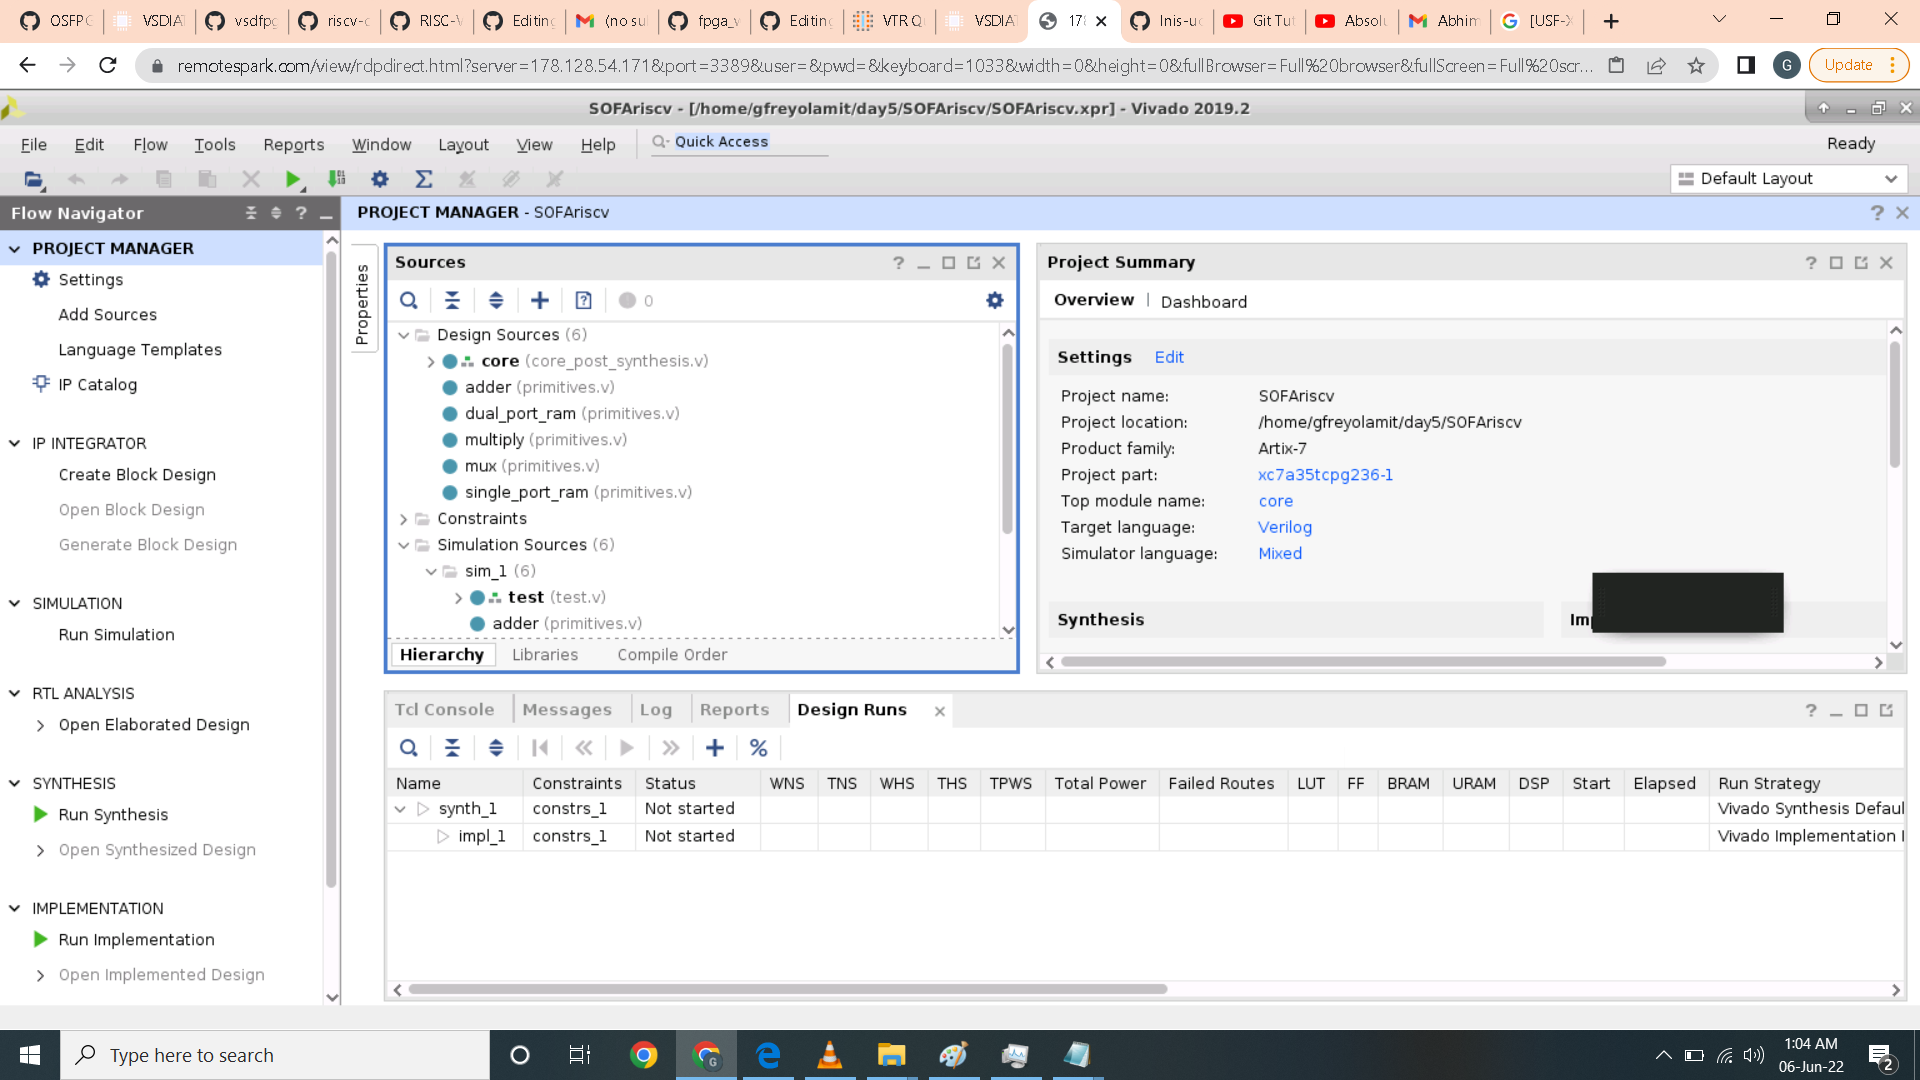 OSFPG
VSDIAT
vsdfpg
riscv-c
RISC-V
Editing
(no sul
fpga_v
Editing
VTR Q
VSDIAT
178
Inis-uc
Git Tut
Absolu
Abhim
[USF-X
remotespark.com/view/rdpdirect.html?server=178.128.54.171&port=3389&user=&pwd=&keyboard=1033&width=0&height=0&fullBrowser=Full%20browser&fullScreen=Full%20scr...
G
Update
SOFAriscv - [/home/gfreyolamit/day5/SOFAriscv/SOFAriscv.xpr] - Vivado 2019.2
File Edit Flow Tools Reports Window Layout View Help Quick Access Ready
Default Layout
Flow Navigator
PROJECT MANAGER
Settings
Add Sources
Language Templates
IP Catalog
IP INTEGRATOR
Create Block Design
Open Block Design
Generate Block Design
SIMULATION
Run Simulation
RTL ANALYSIS
Open Elaborated Design
SYNTHESIS
Run Synthesis
Open Synthesized Design
IMPLEMENTATION
Run Implementation
Open Implemented Design
PROJECT MANAGER - SOFAriscv
Properties
Sources
0
Design Sources (6)
core (core_post_synthesis.v)
adder (primitives.v)
dual_port_ram (primitives.v)
multiply (primitives.v)
mux (primitives.v)
single_port_ram (primitives.v)
Constraints
Simulation Sources (6)
sim_1 (6)
test (test.v)
adder (primitives.v)
Hierarchy Libraries Compile Order
Project Summary
Overview | Dashboard
Settings Edit
Project name: SOFAriscv
Project location: /home/gfreyolamit/day5/SOFAriscv
Product family: Artix-7
Project part: xc7a35tcpg236-1
Top module name: core
Target language: Verilog
Simulator language: Mixed
Synthesis
Tcl Console Messages Log Reports Design Runs
Name Constraints Status WNS TNS WHS THS TPWS Total Power Failed Routes LUT FF BRAM URAM DSP Start Elapsed Run Strategy
synth_1 constrs_1 Not started Vivado Synthesis Defaul
impl_1 constrs_1 Not started Vivado Implementation
Type here to search
1:04 AM
06-Jun-22
2